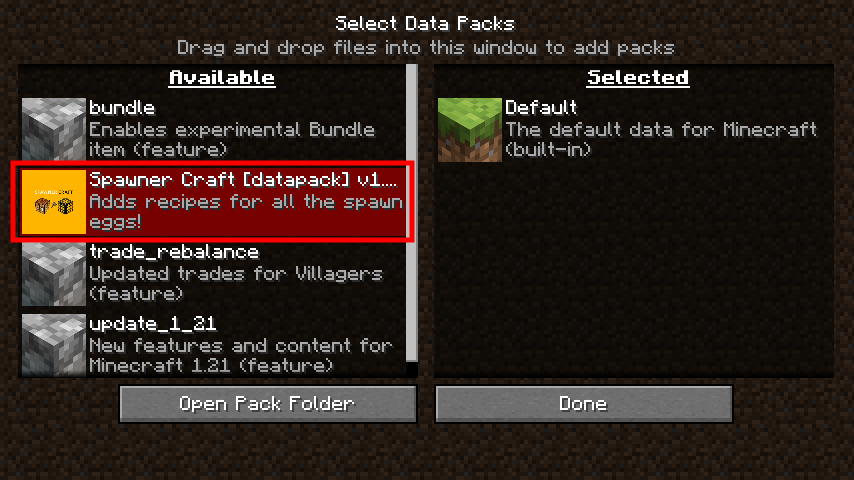 Select Data Packs
Drag and drop files into this window to add packs
Available
bundle
Enables experimental Bundle
item (feature)
Spawner Craft [datapack] v1....
Adds recipes for all the spawn
eggs!
trade_rebalance
Updated trades for Villagers
(feature)
update_1_21
New features and content for
Minecraft 1.21 (feature)
Selected
Default
The default data for Minecraft
(built-in)
Open Pack Folder
Done